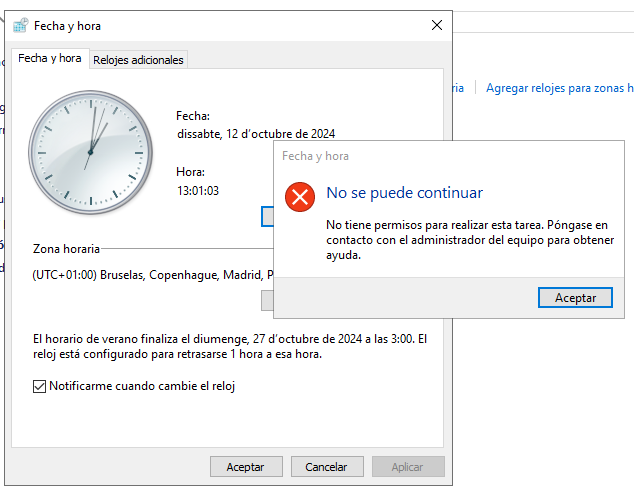 Fecha y hora
Fecha y hora
Relojes adicionales
Agregar relojes para zonas h
Fecha:
dissabte, 12 d'octubre de 2024
Hora:
13:01:03
Fecha y hora
No se puede continuar
No tiene permisos para realizar esta tarea. Póngase en
contacto con el administrador del equipo para obtener
ayuda.
Aceptar
Zona horaria
(UTC+01:00) Bruselas, Copenhague, Madrid, P
El horario de verano finaliza el diumenge, 27 d'octubre de 2024 a las 3:00. El
reloj está configurado para retrasarse 1 hora a esa hora.
Notificarme cuando cambie el reloj
Aceptar
Cancelar
Aplicar